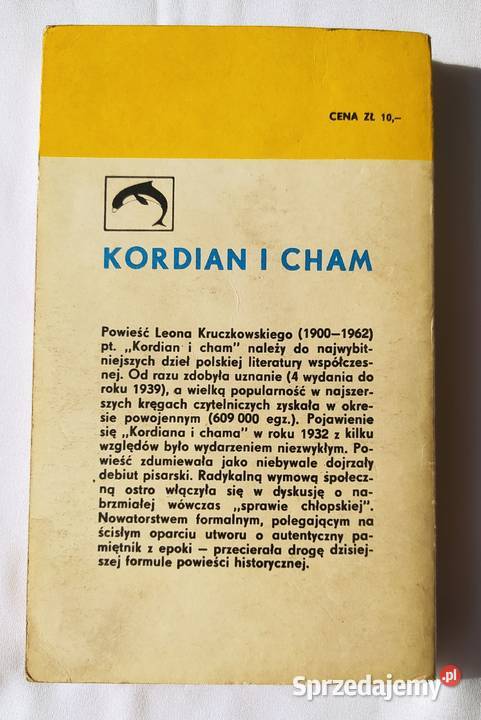 CENA ZŁ 10,–
KORDIAN I CHAM
Powieść Leona Kruczkowskiego (1900–1962)
pt. „Kordian i cham" należy do najwybit-
niejszych dzieł polskiej literatury współczes-
nej. Od razu zdobyła uznanie (4 wydania do
roku 1939), a wielką popularność w najszer-
szych kręgach czytelniczych zyskała w okre-
sie powojennym (609 000 egz.). Pojawienie
się „Kordiana i chama" w roku 1932 z kilku
względów było wydarzeniem niezwykłym. Po-
wieść zdumiewała jako niebywale dojrzały
debiut pisarski. Radykalną wymową społecz-
ną ostro włączyła się w dyskusję o na-
brzmiałej wówczas „sprawie chłopskiej".
Nowatorstwem formalnym, polegającym na
ścisłym oparciu utworu o autentyczny pa-
miętnik z epoki – przecierała drogę dzisiej-
szej formule powieści historycznej.
Sprzedajemy.pl